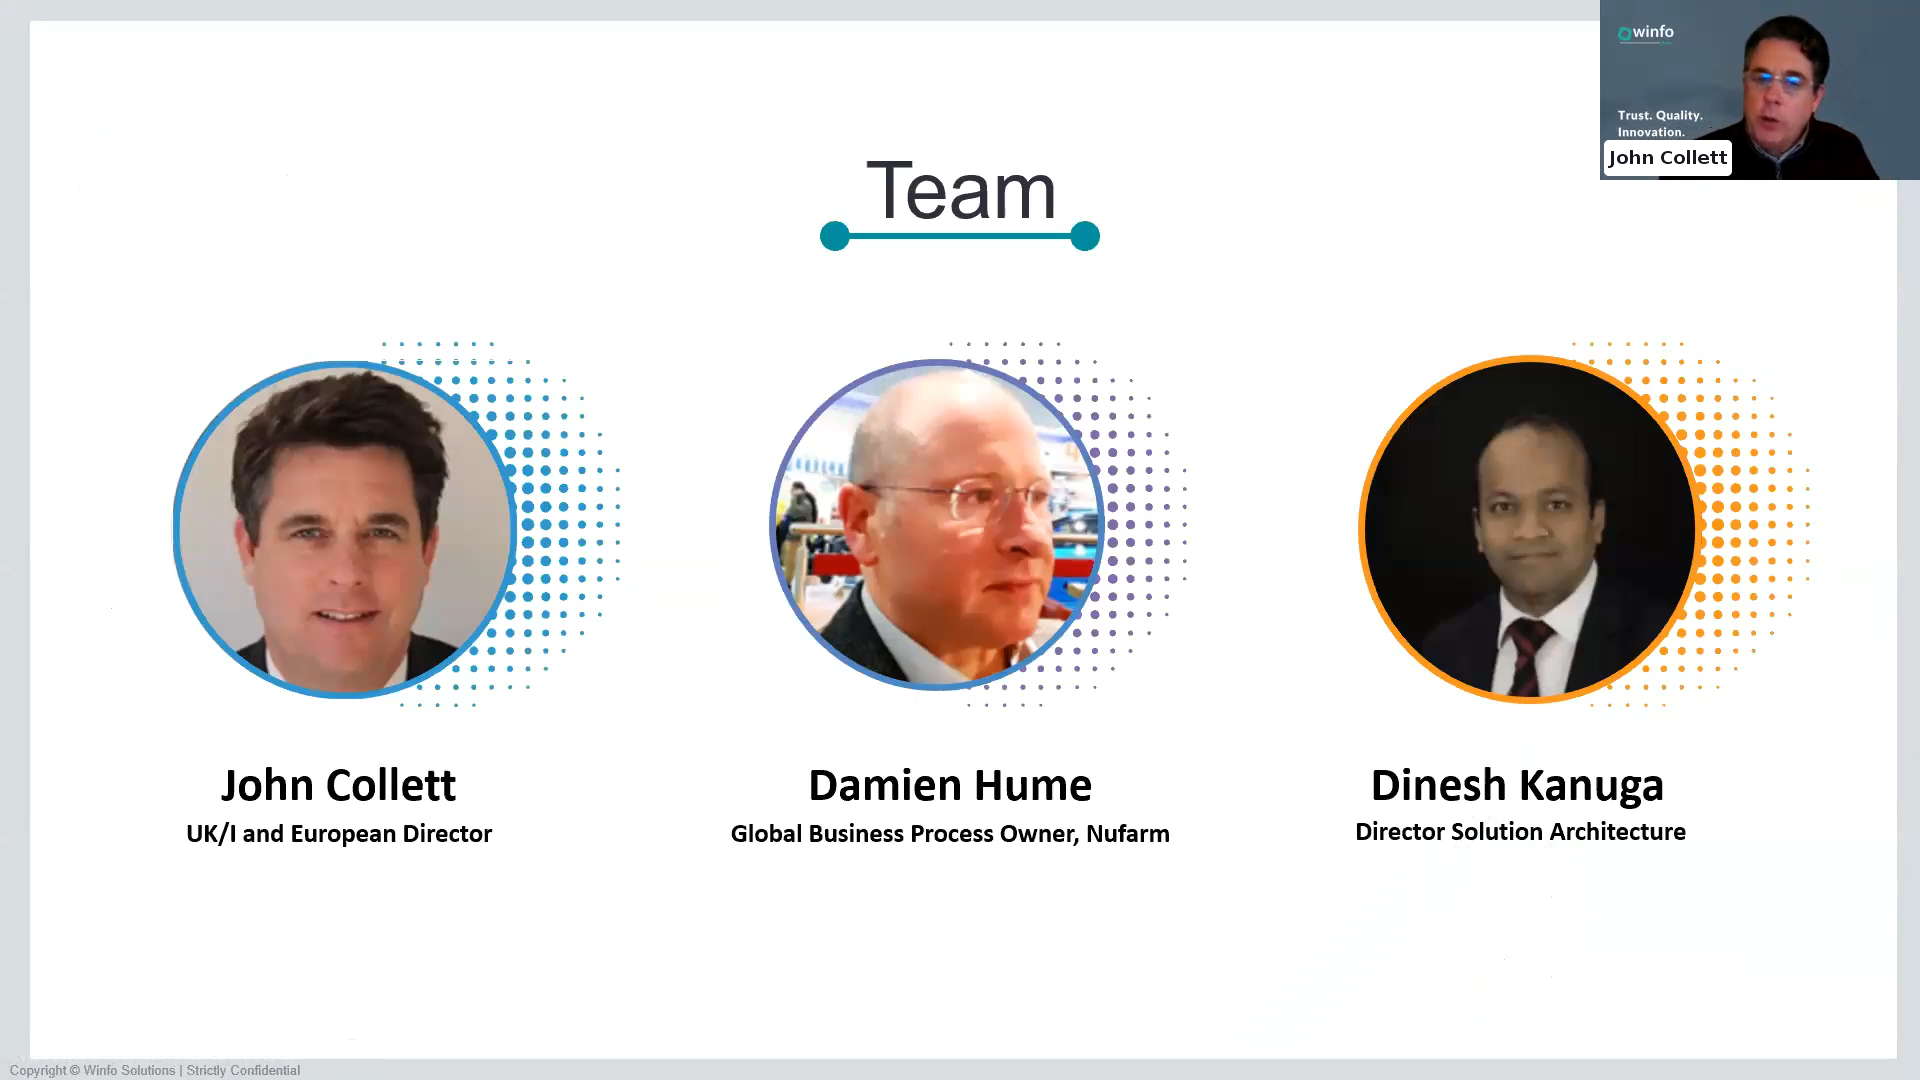 winfo
Trust. Quality.
Innovation.
John Collett
Team
John Collett
Damien Hume
Dinesh Kanuga
UK/I and European Director
Global Business Process Owner, Nufarm
Director Solution Architecture
Copyright © Winfo Solutions | Strictly Confidential